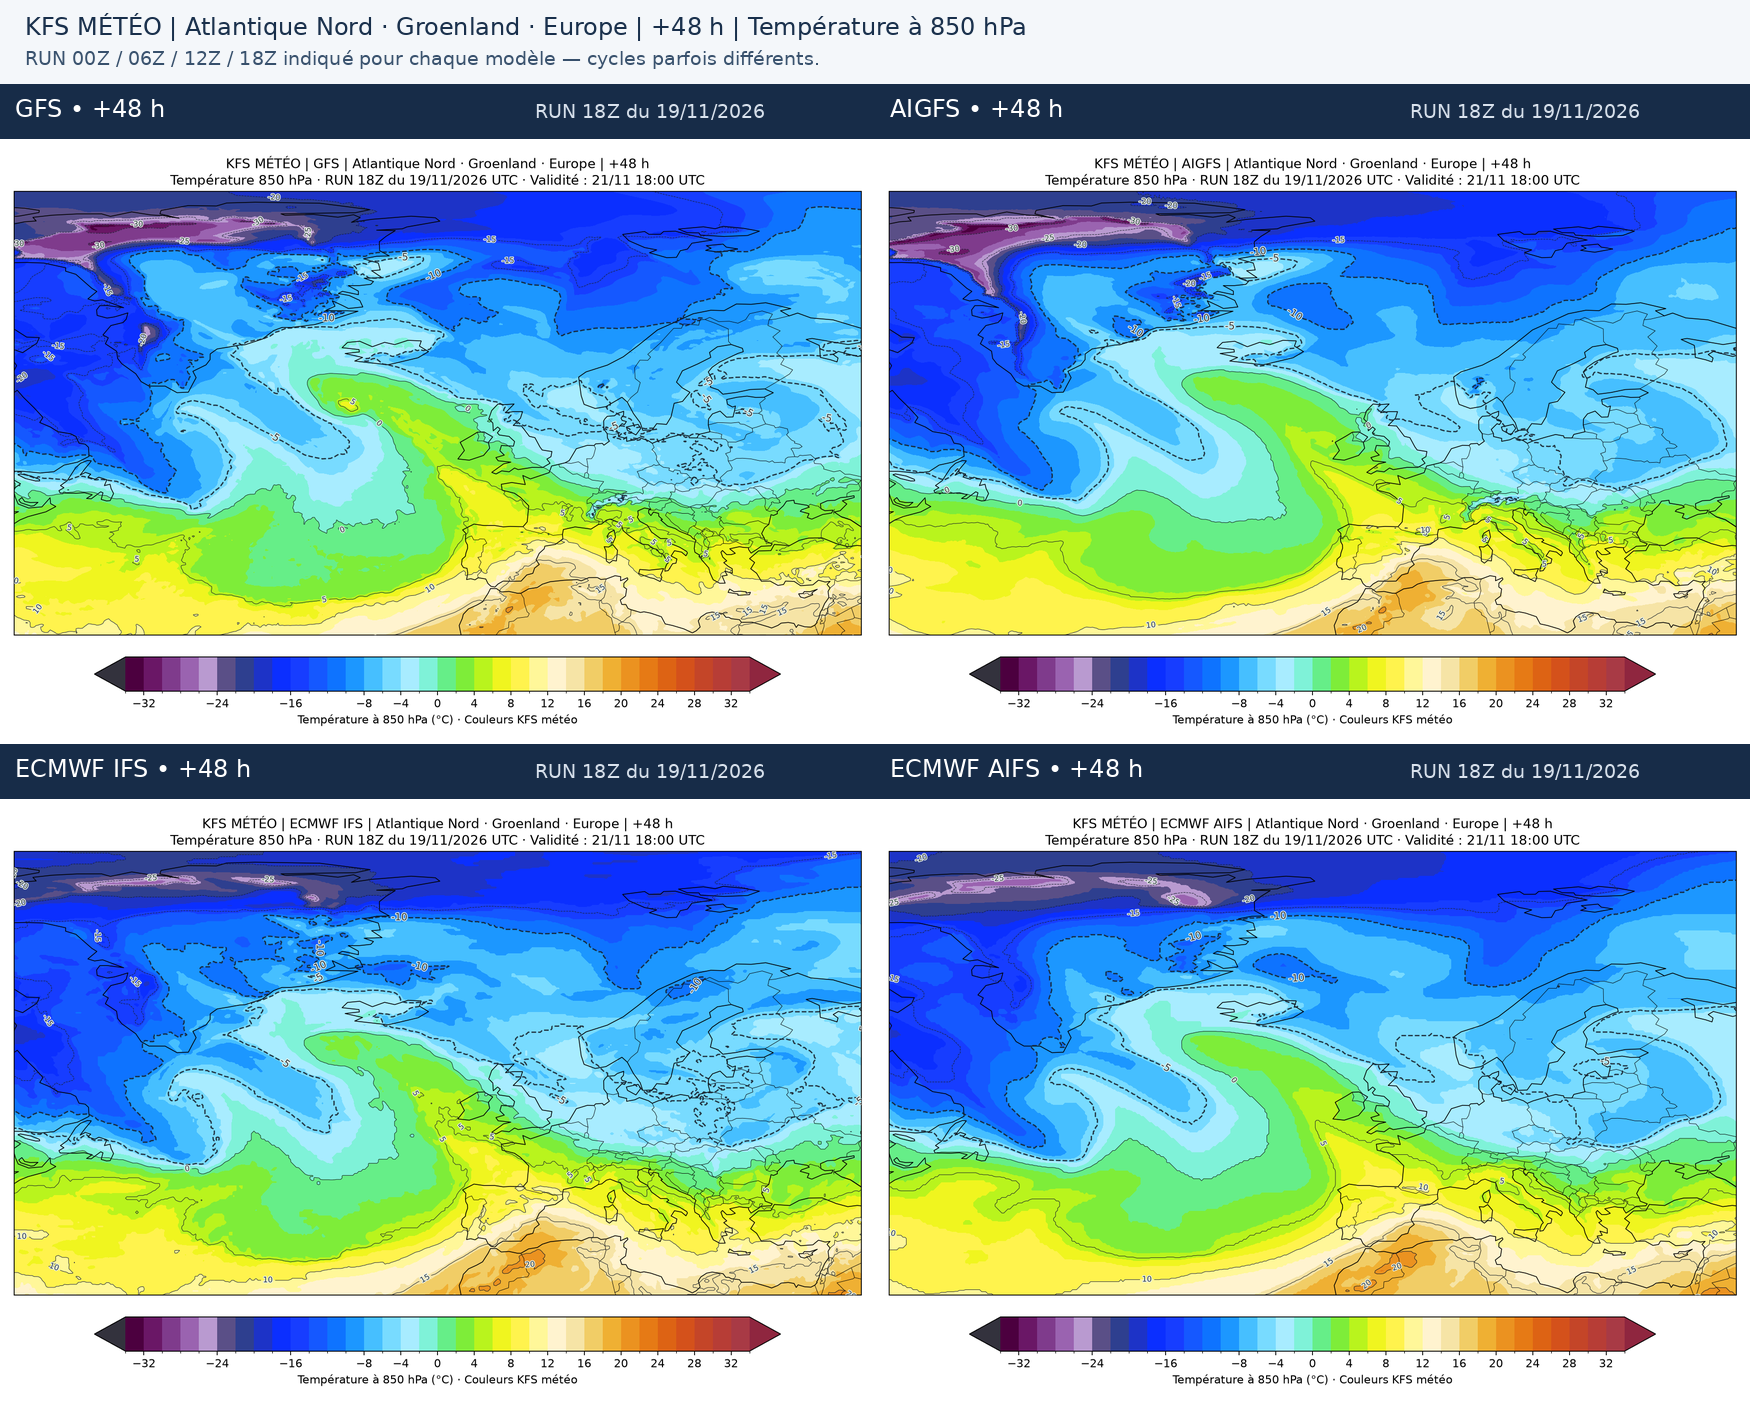 KFS MÉTÉO | Atlantique Nord · Groenland · Europe | +48 h | Température à 850 hPa
RUN 00Z / 06Z / 12Z / 18Z indiqué pour chaque modèle — cycles parfois différents.
GFS • +48 h
RUN 18Z du 19/11/2026
AIGFS • +48 h
RUN 18Z du 19/11/2026
KFS MÉTÉO | GFS | Atlantique Nord · Groenland · Europe | +48 h
Température 850 hPa · RUN 18Z du 19/11/2026 UTC · Validité : 21/11 18:00 UTC
KFS MÉTÉO | AIGFS | Atlantique Nord · Groenland · Europe | +48 h
Température 850 hPa · RUN 18Z du 19/11/2026 UTC · Validité : 21/11 18:00 UTC
−32 −24 −16 −8 −4 0 4 8 12 16 20 24 28 32
Température à 850 hPa (°C) · Couleurs KFS météo
−32 −24 −16 −8 −4 0 4 8 12 16 20 24 28 32
Température à 850 hPa (°C) · Couleurs KFS météo
ECMWF IFS • +48 h
RUN 18Z du 19/11/2026
ECMWF AIFS • +48 h
RUN 18Z du 19/11/2026
KFS MÉTÉO | ECMWF IFS | Atlantique Nord · Groenland · Europe | +48 h
Température 850 hPa · RUN 18Z du 19/11/2026 UTC · Validité : 21/11 18:00 UTC
KFS MÉTÉO | ECMWF AIFS | Atlantique Nord · Groenland · Europe | +48 h
Température 850 hPa · RUN 18Z du 19/11/2026 UTC · Validité : 21/11 18:00 UTC
−32 −24 −16 −8 −4 0 4 8 12 16 20 24 28 32
Température à 850 hPa (°C) · Couleurs KFS météo
−32 −24 −16 −8 −4 0 4 8 12 16 20 24 28 32
Température à 850 hPa (°C) · Couleurs KFS météo